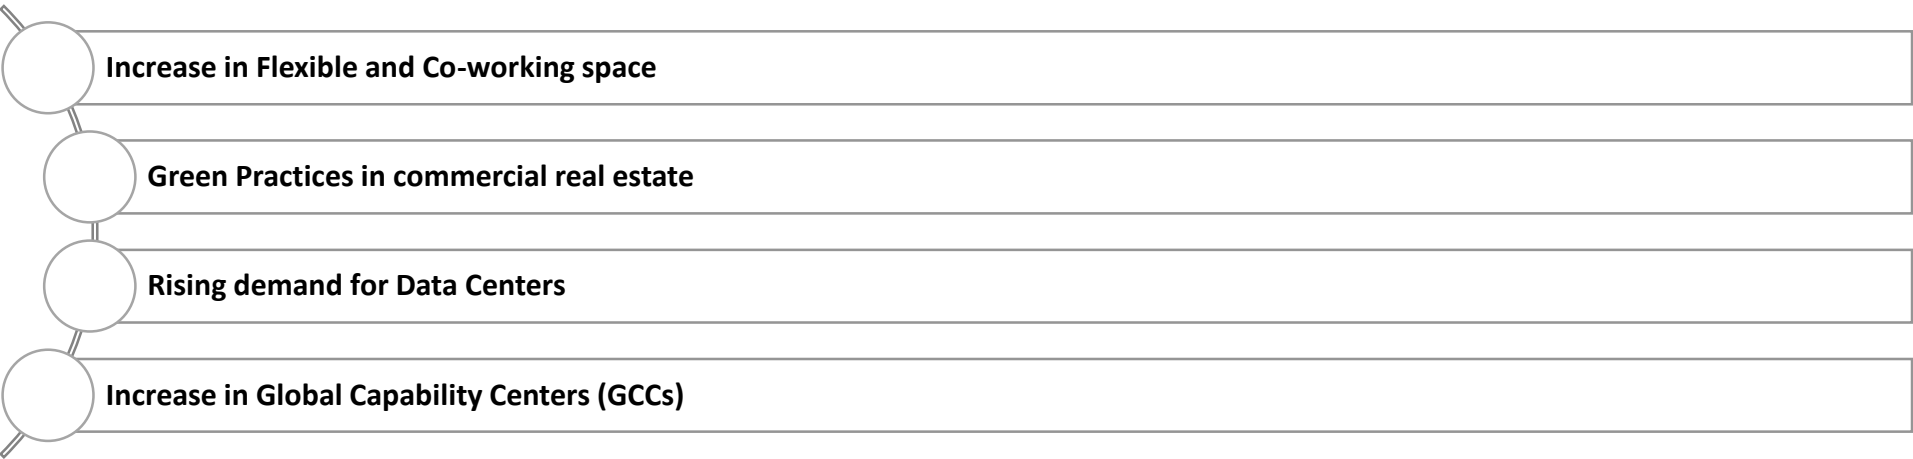 Increase in Flexible and Co-working space
Green Practices in commercial real estate
Rising demand for Data Centers
Increase in Global Capability Centers (GCCs)